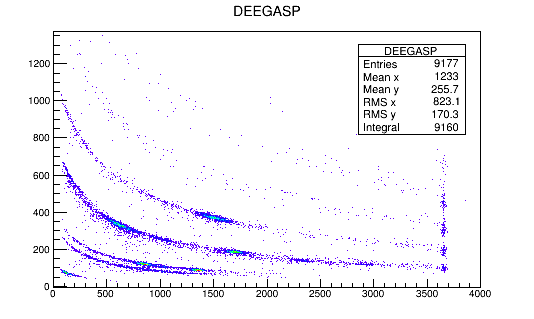 DEEGASP
DEEGASP
Entries 9177
Mean x 1233
Mean y 255.7
RMS x 823.1
RMS y 170.3
Integral 9160
1200
1000
800
600
400
200
0
0 500 1000 1500 2000 2500 3000 3500 4000